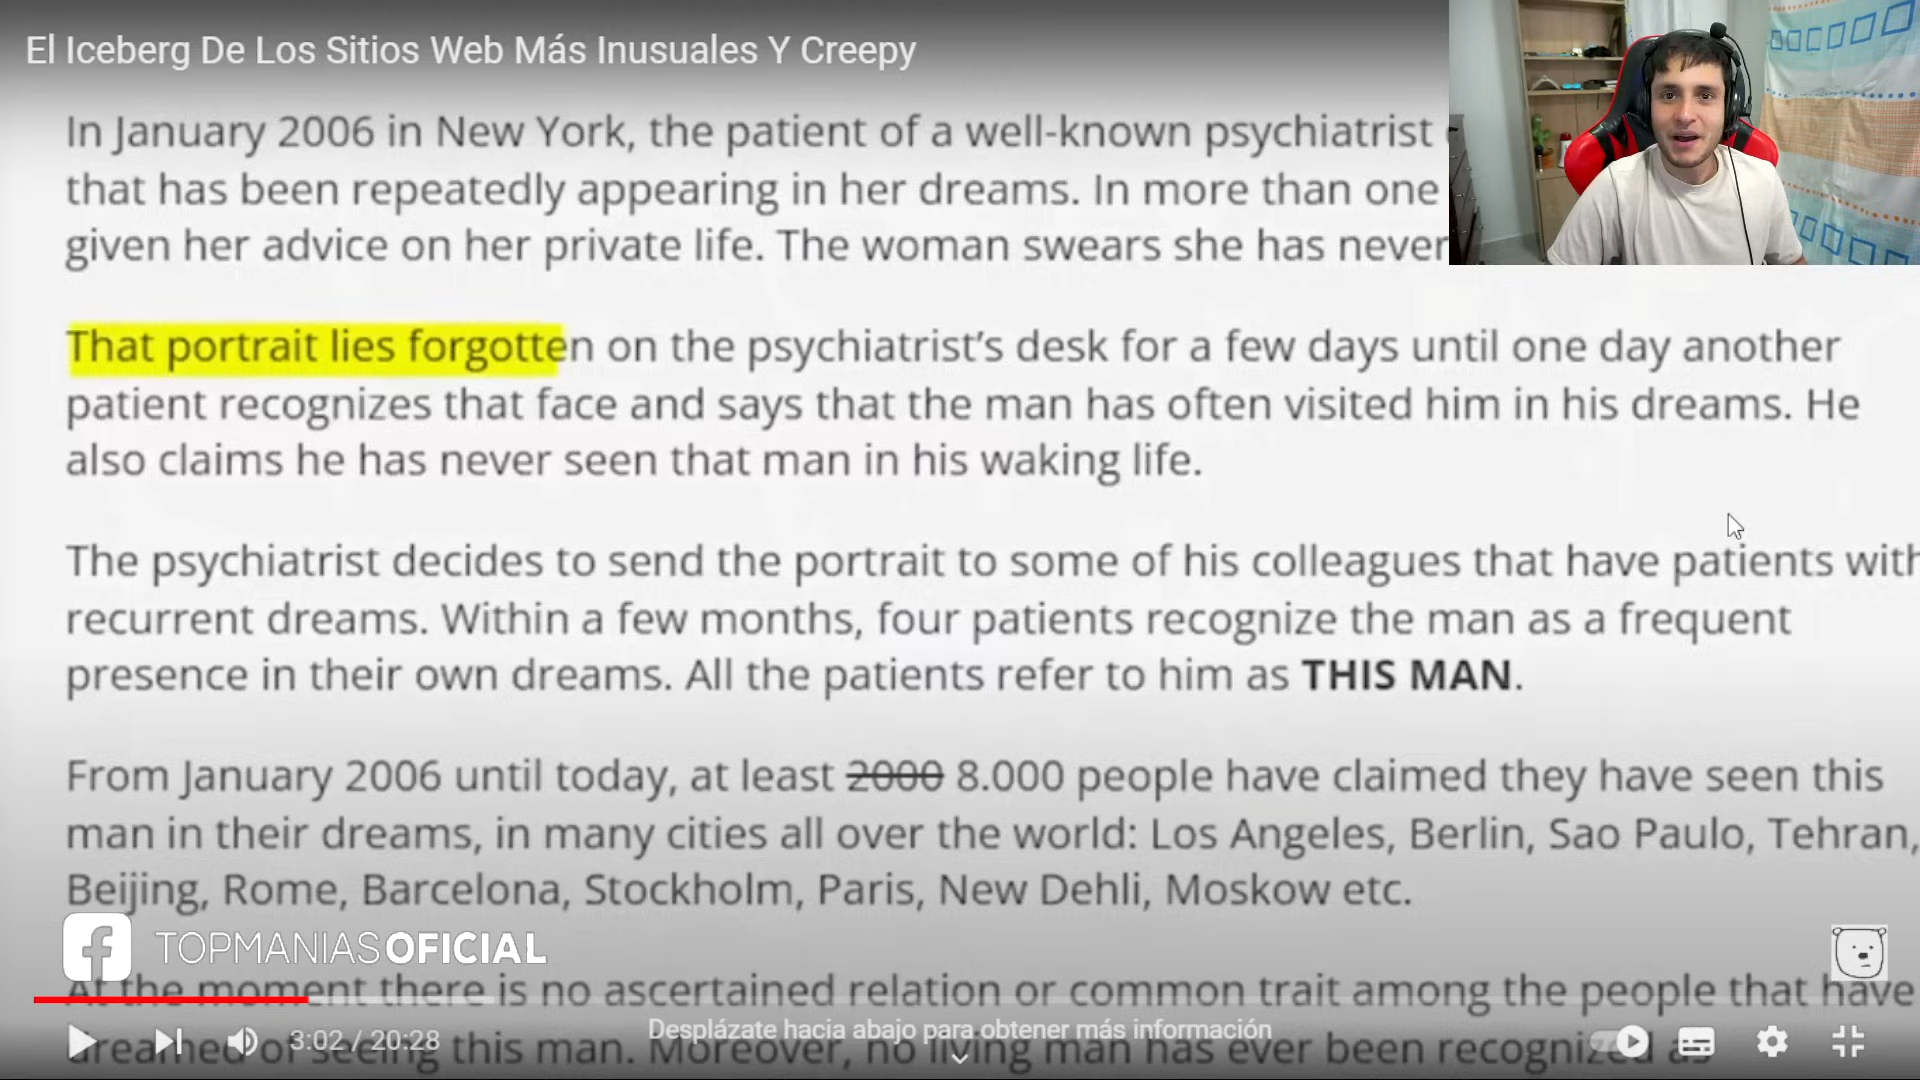 El Iceberg De Los Sitios Web Más Inusuales Y Creepy
In January 2006 in New York, the patient of a well-known psychiatrist
that has been repeatedly appearing in her dreams. In more than one
given her advice on her private life. The woman swears she has never
That portrait lies forgotten on the psychiatrist's desk for a few days until one day another
patient recognizes that face and says that the man has often visited him in his dreams. He
also claims he has never seen that man in his waking life.
The psychiatrist decides to send the portrait to some of his colleagues that have patients with
recurrent dreams. Within a few months, four patients recognize the man as a frequent
presence in their own dreams. All the patients refer to him as THIS MAN.
From January 2006 until today, at least 2000 8.000 people have claimed they have seen this
man in their dreams, in many cities all over the world: Los Angeles, Berlin, Sao Paulo, Tehran,
Beijing, Rome, Barcelona, Stockholm, Paris, New Dehli, Moskow etc.
TOPMANIASOFICIAL
At the moment there is no ascertained relation or common trait among the people that have
Desplázate hacia abajo para obtener más información
3:02 / 20:28
dreamed of seeing this man. Moreover, no living man has ever been recognized as